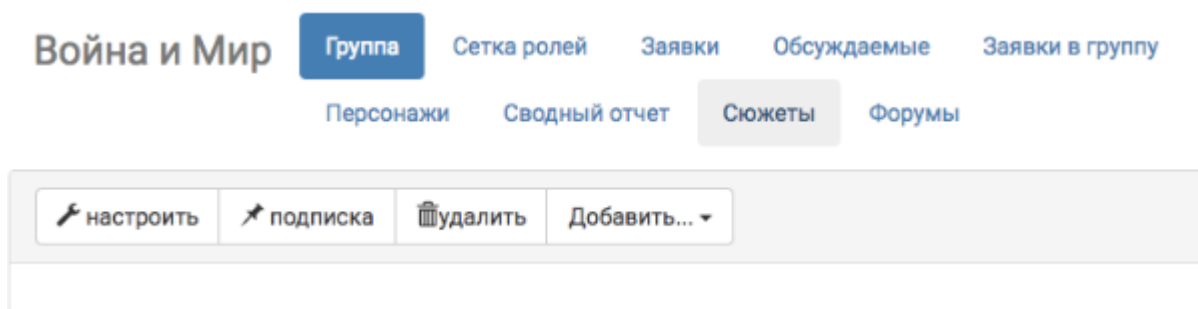 Война и Мир Группа Сетка ролей Заявки Обсуждаемые Заявки в группу
Персонажи Сводный отчет Сюжеты Форумы
настроить подписка удалить Добавить...